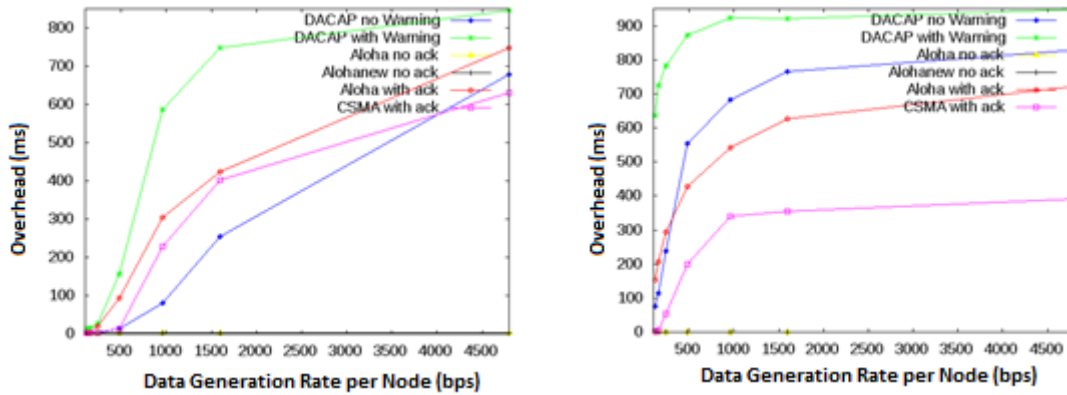 800
700
600
500
400
300
200
100
0
Overhead (ms)
DACAP no Warning
DACAP with Warning
Aloha no ack
Alohanew no ack
Aloha with ack
CSMA with ack
500 1000 1500 2000 2500 3000 3500 4000 4500
Data Generation Rate per Node (bps)
900
800
700
600
500
400
300
200
100
0
Overhead (ms)
DACAP no Warning
DACAP with Warning
Aloha no ack
Alohanew no ack
Aloha with ack
CSMA with ack
500 1000 1500 2000 2500 3000 3500 4000 4500
Data Generation Rate per Node (bps)